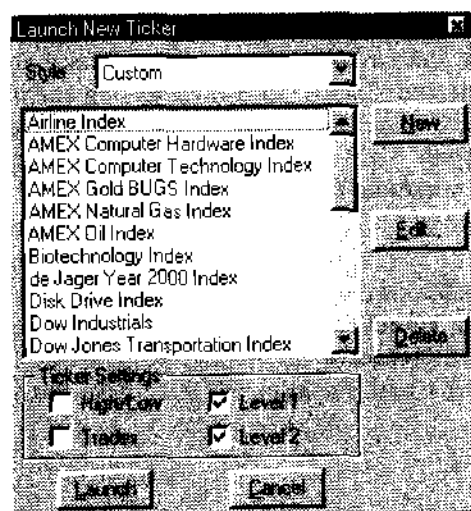 Launch New Ticker
Style Custom
Airline Index
AMEX Computer Hardware Index
AMEX Computer Technology Index
AMEX Gold BUGS Index
AMEX Natural Gas Index
AMEX Oil Index
Biotechnology Index
de Jager Year 2000 Index
Disk Drive Index
Dow Industrials
Dow Jones Transportation Index
New
Edit...
Delete
Ticker Settings
High/Low Level 1
Trades Level 2
Launch Cancel